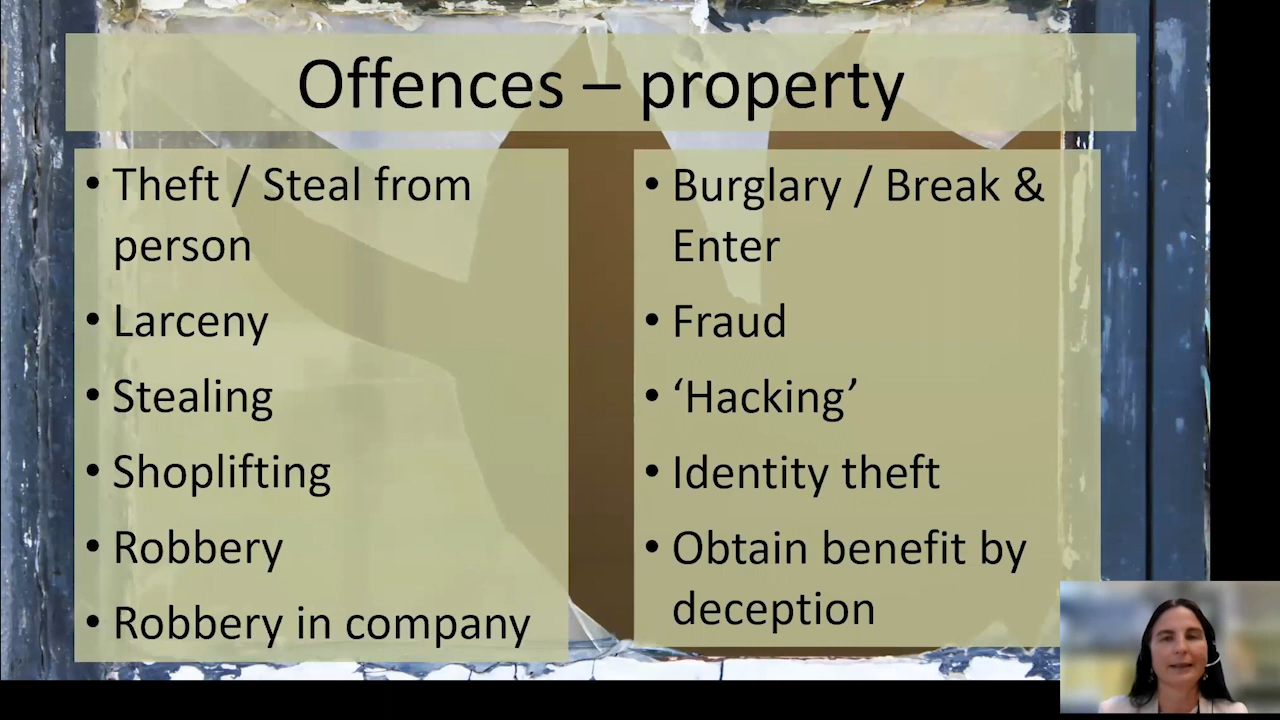 Offences – property
• Theft / Steal from
person
• Larceny
• Stealing
• Shoplifting
• Robbery
• Robbery in company
• Burglary / Break &
Enter
• Fraud
• ‘Hacking’
• Identity theft
• Obtain benefit by
deception